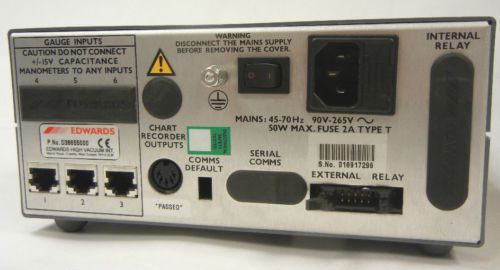 GAUGE INPUTS
CAUTION DO NOT CONNECT
+/-15V CAPACITANCE
MANOMETERS TO ANY INPUTS
4 5 6
EDWARDS
P.No. D38655000
EDWARDS HIGH VACUUM INT.
CE
1 2 3
WARNING
DISCONNECT THE MAINS SUPPLY
BEFORE REMOVING THE COVER.
MAINS: 45-70Hz 90V-265V
50W MAX. FUSE 2A TYPE T
CHART
RECORDER
OUTPUTS
"PASSED"
COMMS
DEFAULT
SERIAL
COMMS
S.No. 016917296
EXTERNAL RELAY
INTERNAL
RELAY